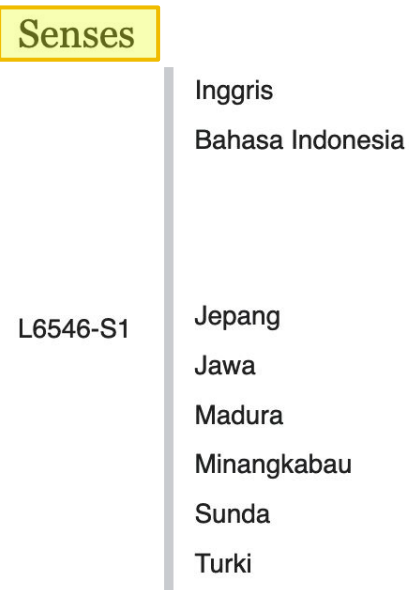 Senses
Inggris
Bahasa Indonesia
L6546-S1
Jepang
Jawa
Madura
Minangkabau
Sunda
Turki